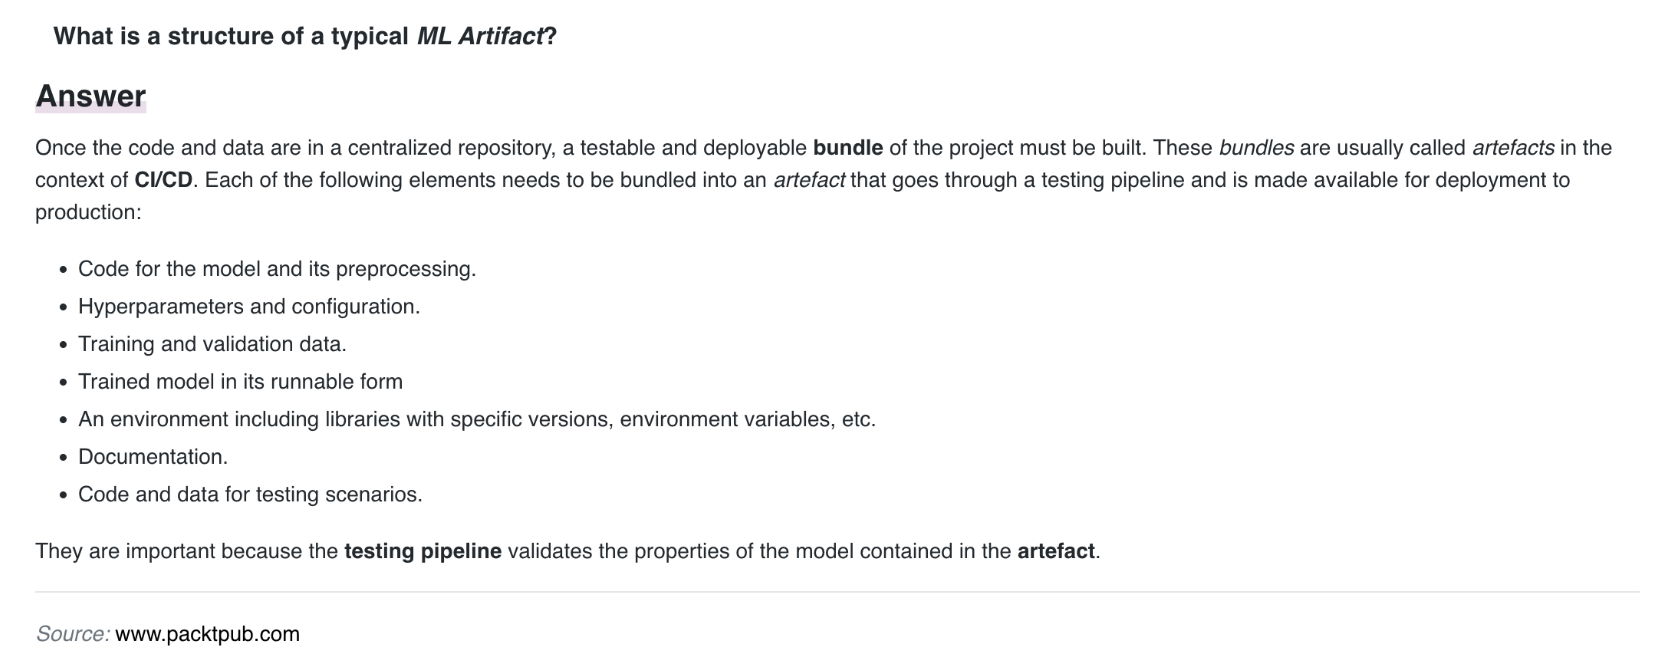 What is a structure of a typical ML Artifact?
Answer
Once the code and data are in a centralized repository, a testable and deployable bundle of the project must be built. These bundles are usually called artefacts in the
context of CI/CD. Each of the following elements needs to be bundled into an artefact that goes through a testing pipeline and is made available for deployment to
production:
• Code for the model and its preprocessing.
• Hyperparameters and configuration.
• Training and validation data.
• Trained model in its runnable form
• An environment including libraries with specific versions, environment variables, etc.
• Documentation.
• Code and data for testing scenarios.
They are important because the testing pipeline validates the properties of the model contained in the artefact.
Source: www.packtpub.com